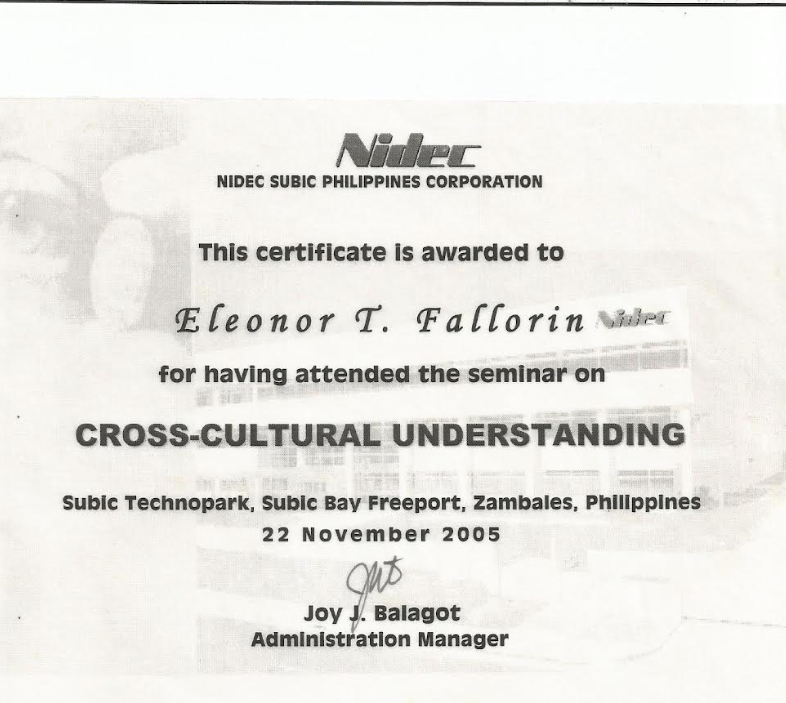 Nidec
NIDEC SUBIC PHILIPPINES CORPORATION
This certificate is awarded to
Eleonor T. Fallorin
Nidec
for having attended the seminar on
CROSS-CULTURAL UNDERSTANDING
Subic Technopark, Subic Bay Freeport, Zambales, Philippines
22 November 2005
Joy J. Balagot
Administration Manager